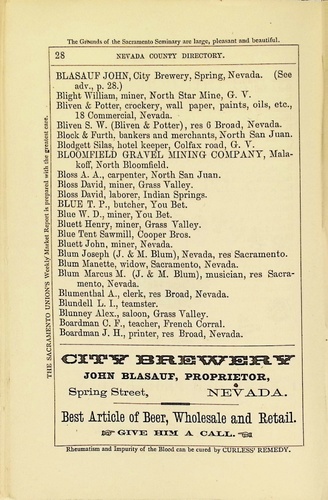 The Grounds of the Sacramento Seminary are large, pleasant and beautiful.
28 NEVADA COUNTY DIRECTORY.
BLASAUF JOHN, City Brewery, Spring, Nevada. (See
adv., p. 28.)
Blight William, miner, North Star Mine, G. V.
Bliven & Potter, crockery, wall paper, paints, oils, etc.,
18 Commercial, Nevada.
Bliven S. W. (Bliven & Potter), res 6 Broad, Nevada.
Block & Furth, bankers and merchants, North San Juan.
Blodgett Silas, hotel keeper, Colfax road, G. V.
BLOOMFIELD GRAVEL MINING COMPANY, Mala-
koff, North Bloomfield.
Bloss A. A., carpenter, North San Juan.
Bloss David, miner, Grass Valley.
Bloss David, laborer, Indian Springs.
BLUE T. P., butcher, You Bet.
Blue W. D., miner, You Bet.
Bluett Henry, miner, Grass Valley.
Blue Tent Sawmill, Cooper Bros.
Bluett John, miner, Nevada.
Blum Joseph (J. & M. Blum), Nevada, res Sacramento.
Blum Manette, widow, Sacramento, Nevada.
Blum Marcus M. (J. & M. Blum), musician, res Sacra-
mento, Nevada.
Blumenthal A., clerk, res Broad, Nevada.
Blundell L. I., teamster.
Blunney Alex., saloon, Grass Valley.
Boardman C. F., teacher, French Corral.
Boardman J. H., printer, res Broad, Nevada.
THE SACRAMENTO UNION'S Weekly Market Report is prepared with the greatest care.
CITY BREWERY
JOHN BLASAUF, PROPRIETOR,
Spring Street, NEVADA.
Best Article of Beer, Wholesale and Retail.
GIVE HIM A CALL.
Rheumatism and Impurity of the Blood can be cured by CURLESS' REMEDY.